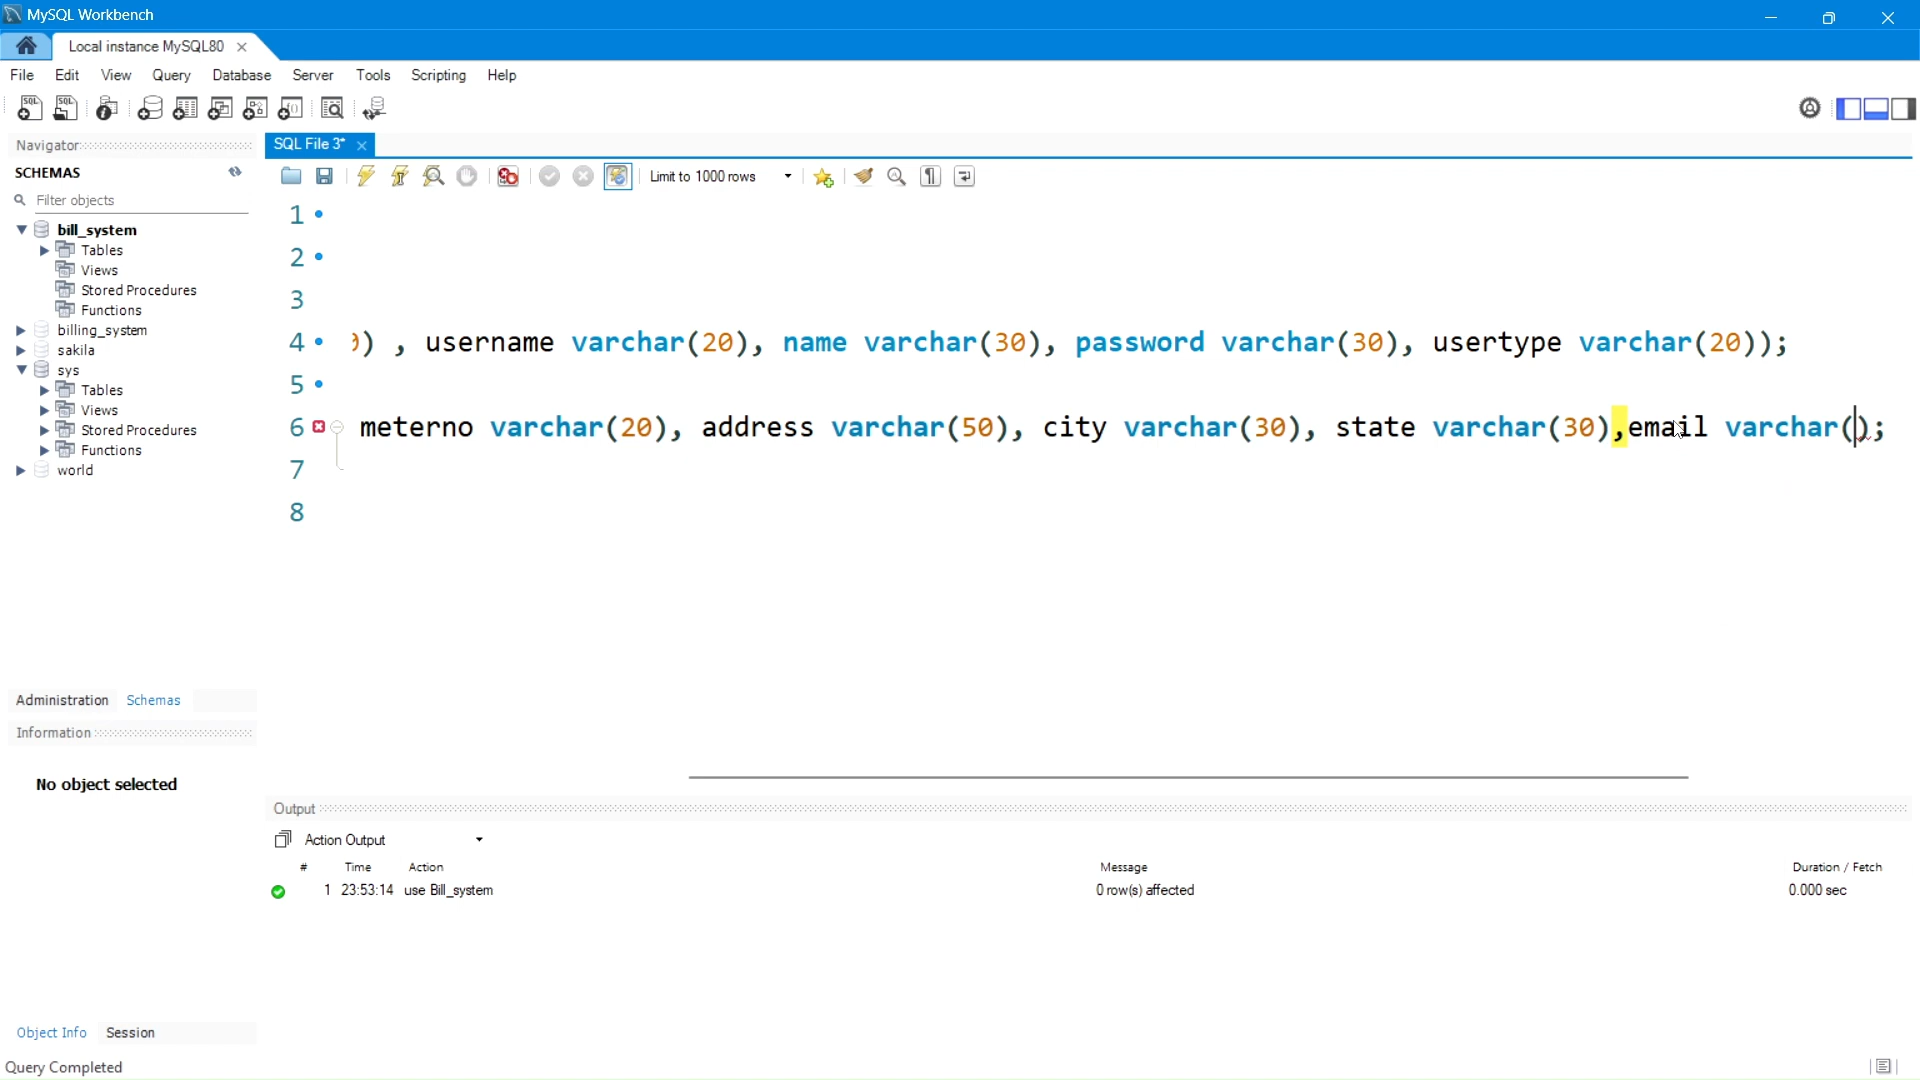 MySQL Workbench
Local instance MySQL80
File Edit View Query Database Server Tools Scripting Help
Navigator
SQL File 3*
SCHEMAS
Limit to 1000 rows
Filter objects
bill_system
Tables
Views
Stored Procedures
Functions
billing_system
sakila
sys
Tables
Views
Stored Procedures
Functions
world
1
2
3
4 ) , username varchar(20), name varchar(30), password varchar(30), usertype varchar(20));
5
6 meterno varchar(20), address varchar(50), city varchar(30), state varchar(30),email varchar();
7
8
Administration Schemas
Information
No object selected
Output
Action Output
# Time Action Message Duration / Fetch
1 23:53:14 use Bill_system 0 row(s) affected 0.000 sec
Object Info Session
Query Completed